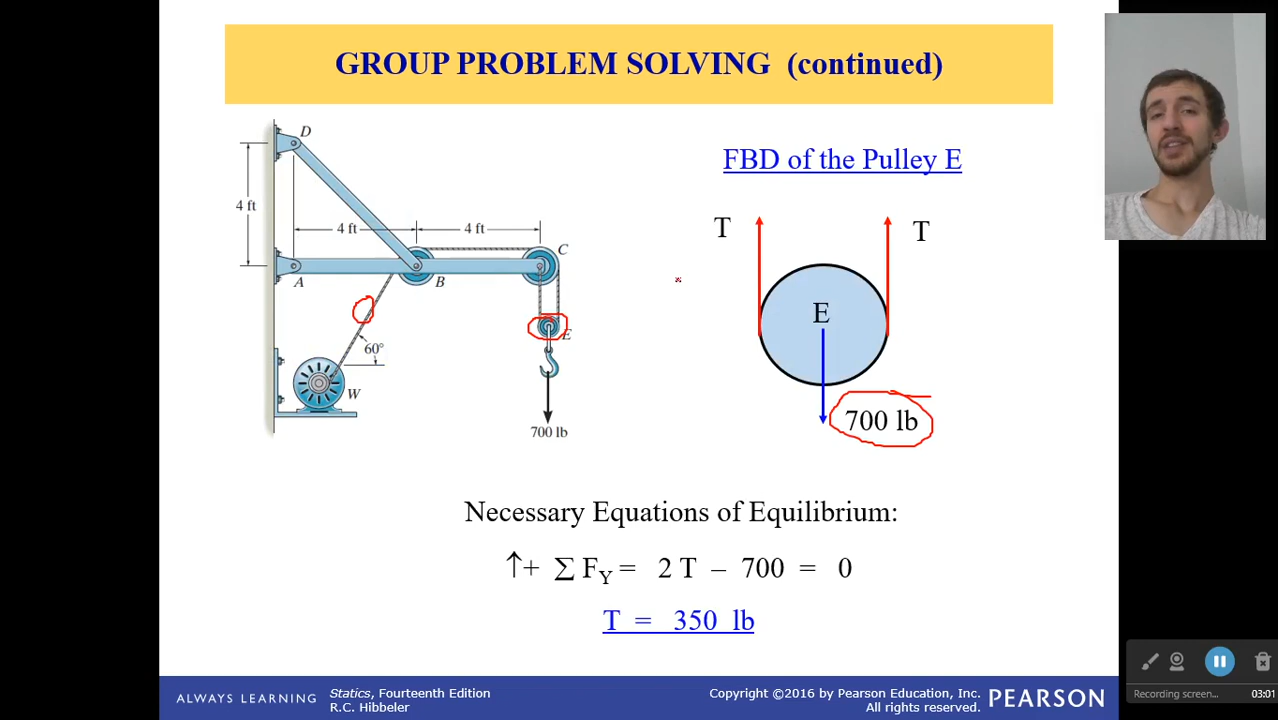 GROUP PROBLEM SOLVING (continued)
D
4 ft
4 ft
4 ft
C
A
B
E
60°
W
700 lb
FBD of the Pulley E
T
T
E
700 lb
Necessary Equations of Equilibrium:
↑+ ∑ F_Y = 2 T – 700 = 0
T = 350 lb
ALWAYS LEARNING
Statics, Fourteenth Edition
R.C. Hibbeler
Copyright ©2016 by Pearson Education, Inc.
All rights reserved.
PEARSON
Recording screen...
03:01